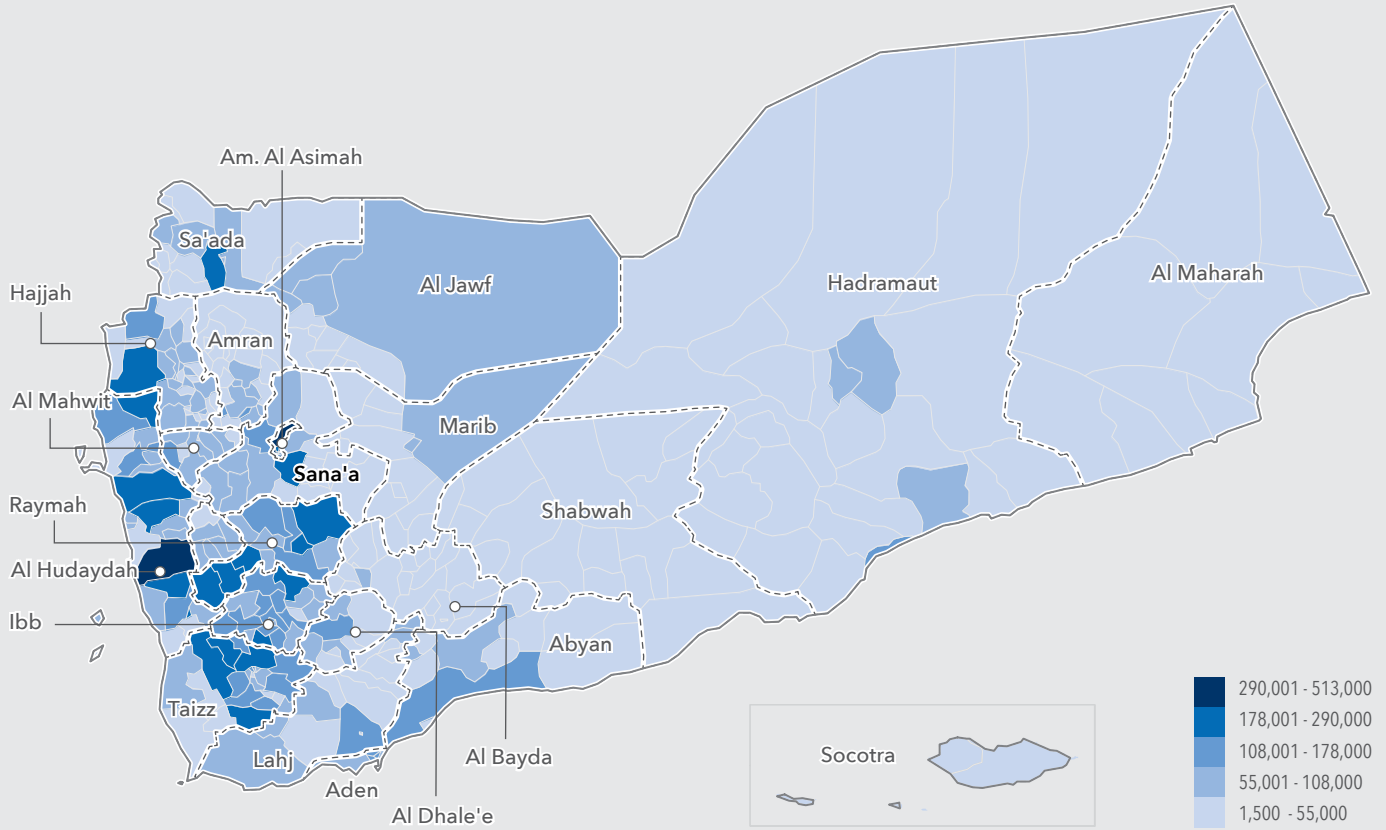 Am. Al Asimah
Sa'ada
Hajjah
Al Jawf
Hadramaut
Al Maharah
Amran
Al Mahwit
Marib
Sana'a
Raymah
Shabwah
Al Hudaydah
Ibb
Abyan
Taizz
Lahj
Al Bayda
Aden
Al Dhale'e
Socotra
290,001 - 513,000
178,001 - 290,000
108,001 - 178,000
55,001 - 108,000
1,500 - 55,000